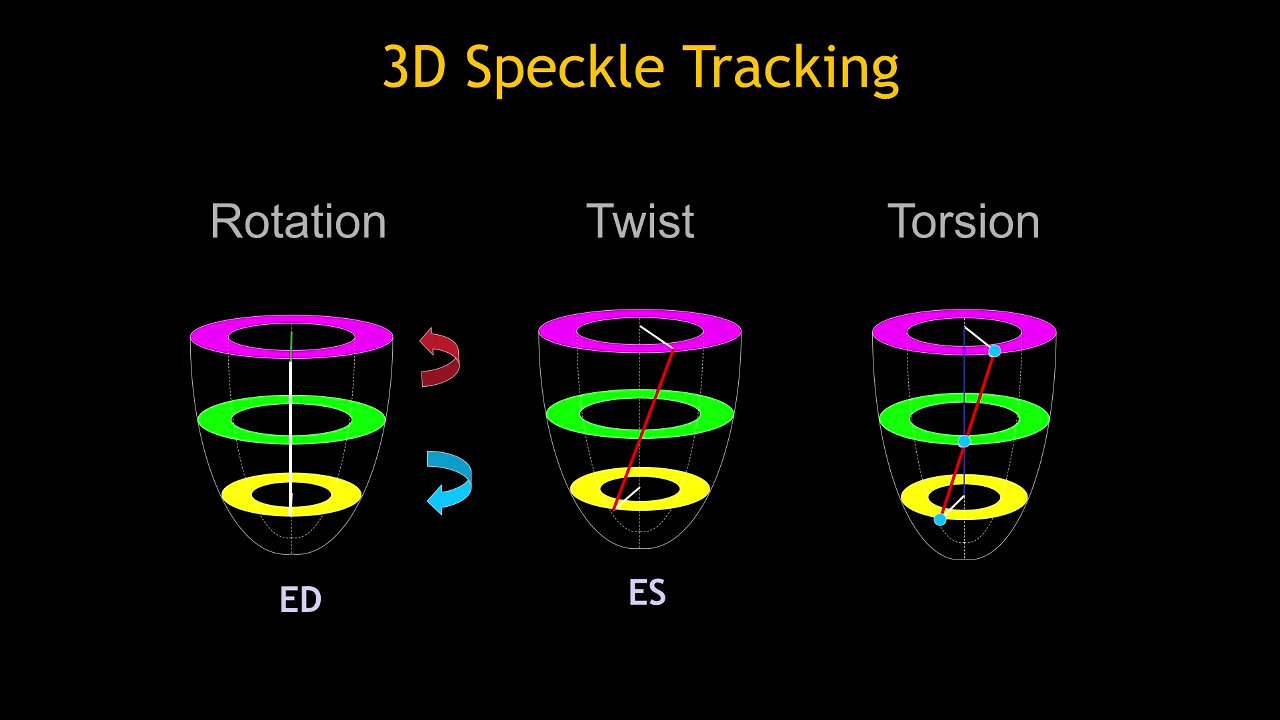 3D Speckle Tracking
Rotation
Twist
Torsion
ED
ES